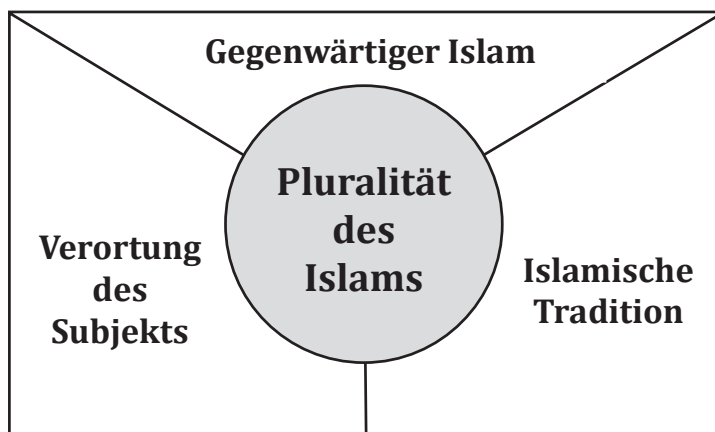 Gegenwärtiger Islam
Pluralität
des
Islams
Verortung
des
Subjekts
Islamische
Tradition